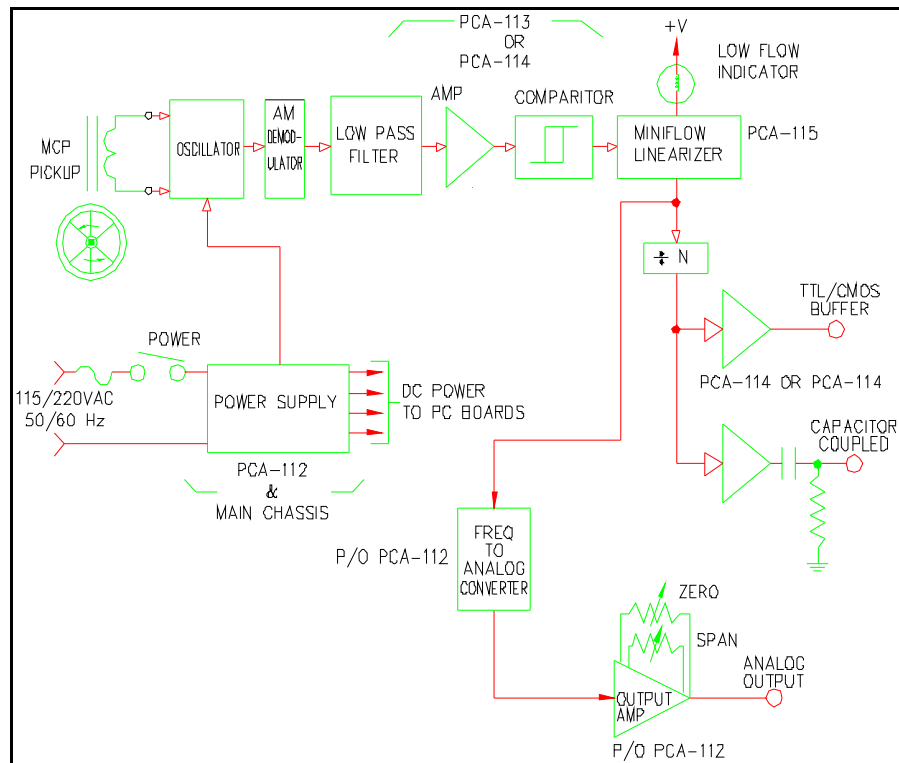 PCA-113
OR
PCA-114
+V
LOW FLOW
INDICATOR
AMP
COMPARITOR
MCP
PICKUP
OSCILLATOR
AM
DEMOD-
ULATOR
LOW PASS
FILTER
MINIFLOW
LINEARIZER
PCA-115
÷ N
TTL/CMOS
BUFFER
PCA-114 OR PCA-114
POWER
115/220VAC
50/60 Hz
POWER SUPPLY
DC POWER
TO PC BOARDS
PCA-112
&
MAIN CHASSIS
CAPACITOR
COUPLED
P/O PCA-112
FREQ
TO
ANALOG
CONVERTER
ZERO
SPAN
OUTPUT
AMP
ANALOG
OUTPUT
P/O PCA-112